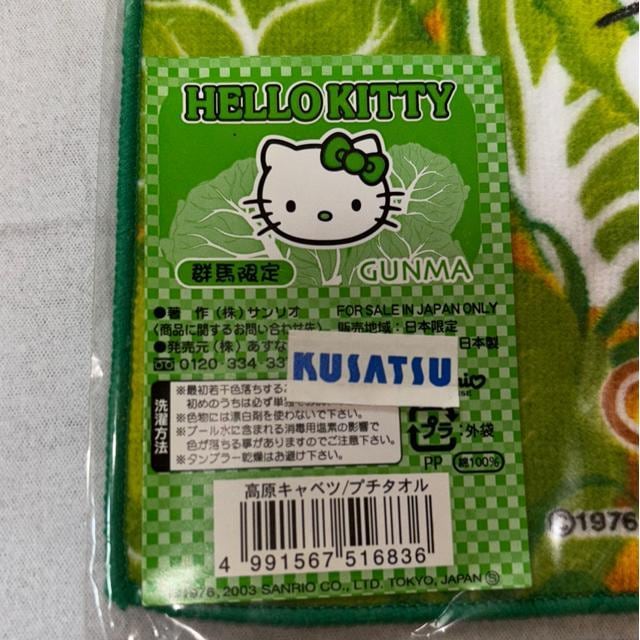 HELLO KITTY
群馬限定
GUNMA
●著 作(株)サンリオ
FOR SALE IN JAPAN ONLY
〈商品に関するお問い合わせ先〉
販売地域:日本限定
●発売元(株)あすな
日本製
0120-334-33
KUSATSU
洗濯方法
※最初若干色落ちする
初めのうちは必ず単独
※色物には漂白剤を使わないで下さい。
※プール水に含まれる消毒用塩素の影響で
色が落ちる事がありますのでご注意下さい。
※タンブラー乾燥はお避け下さい。
プラ:外袋
PP
綿100%
高原キャベツ/プチタオル
4 991567 516836
©1976, 2003 SANRIO CO., LTD. TOKYO, JAPAN Ⓢ
©1976